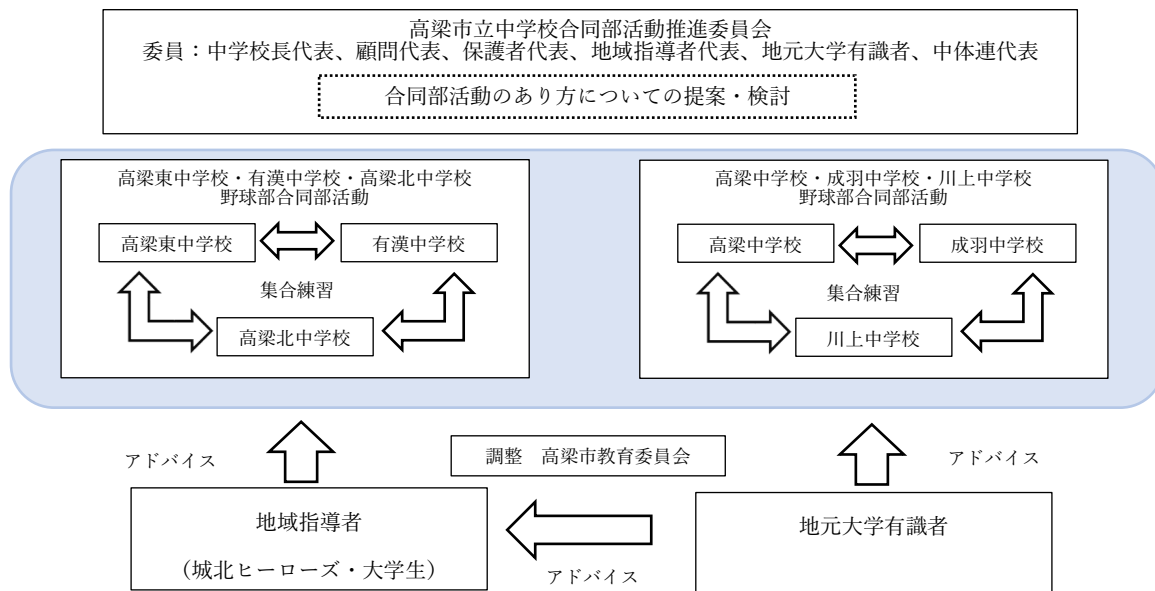 高梁市立中学校合同部活動推進委員会
委員：中学校長代表、顧問代表、保護者代表、地域指導者代表、地元大学有識者、中体連代表
合同部活動のあり方についての提案・検討
高梁東中学校・有漢中学校・高梁北中学校
野球部合同部活動
高梁東中学校
有漢中学校
集合練習
高梁北中学校
高梁中学校・成羽中学校・川上中学校
野球部合同部活動
高梁中学校
成羽中学校
集合練習
川上中学校
アドバイス
調整　高梁市教育委員会
アドバイス
地域指導者
（城北ヒーローズ・大学生）
アドバイス
地元大学有識者